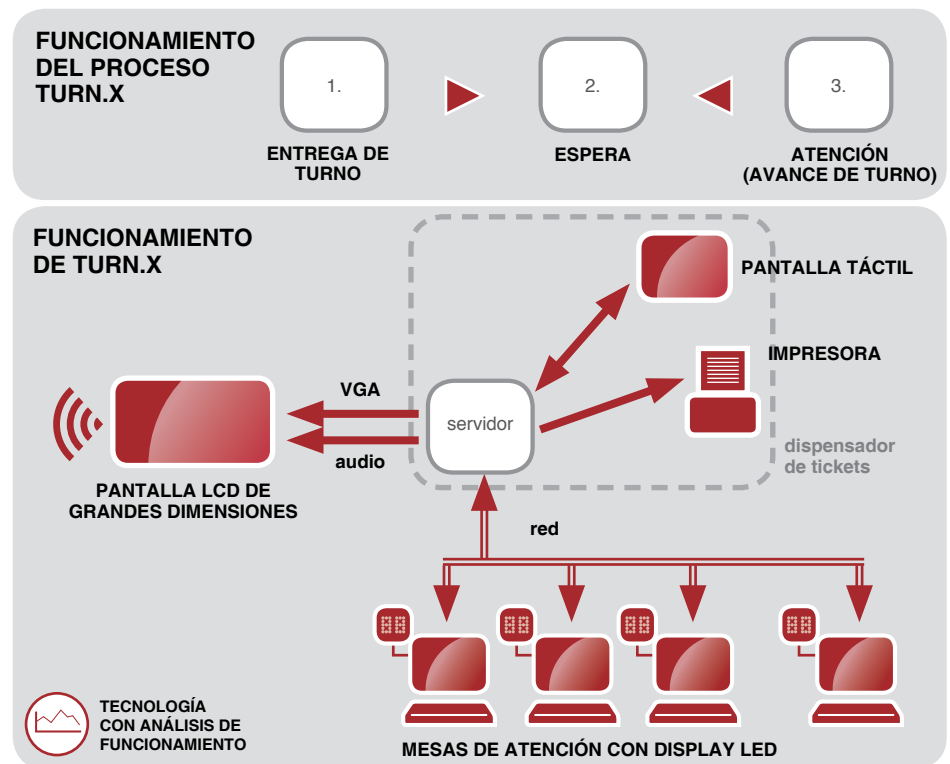 FUNCIONAMIENTO
DEL PROCESO
TURN.X
1.
2.
3.
ENTREGA DE
TURNO
ESPERA
ATENCIÓN
(AVANCE DE TURNO)
FUNCIONAMIENTO
DE TURN.X
PANTALLA TÁCTIL
IMPRESORA
VGA
servidor
audio
dispensador
de tickets
PANTALLA LCD DE
GRANDES DIMENSIONES
red
TECNOLOGÍA
CON ANÁLISIS DE
FUNCIONAMIENTO
MESAS DE ATENCIÓN CON DISPLAY LED